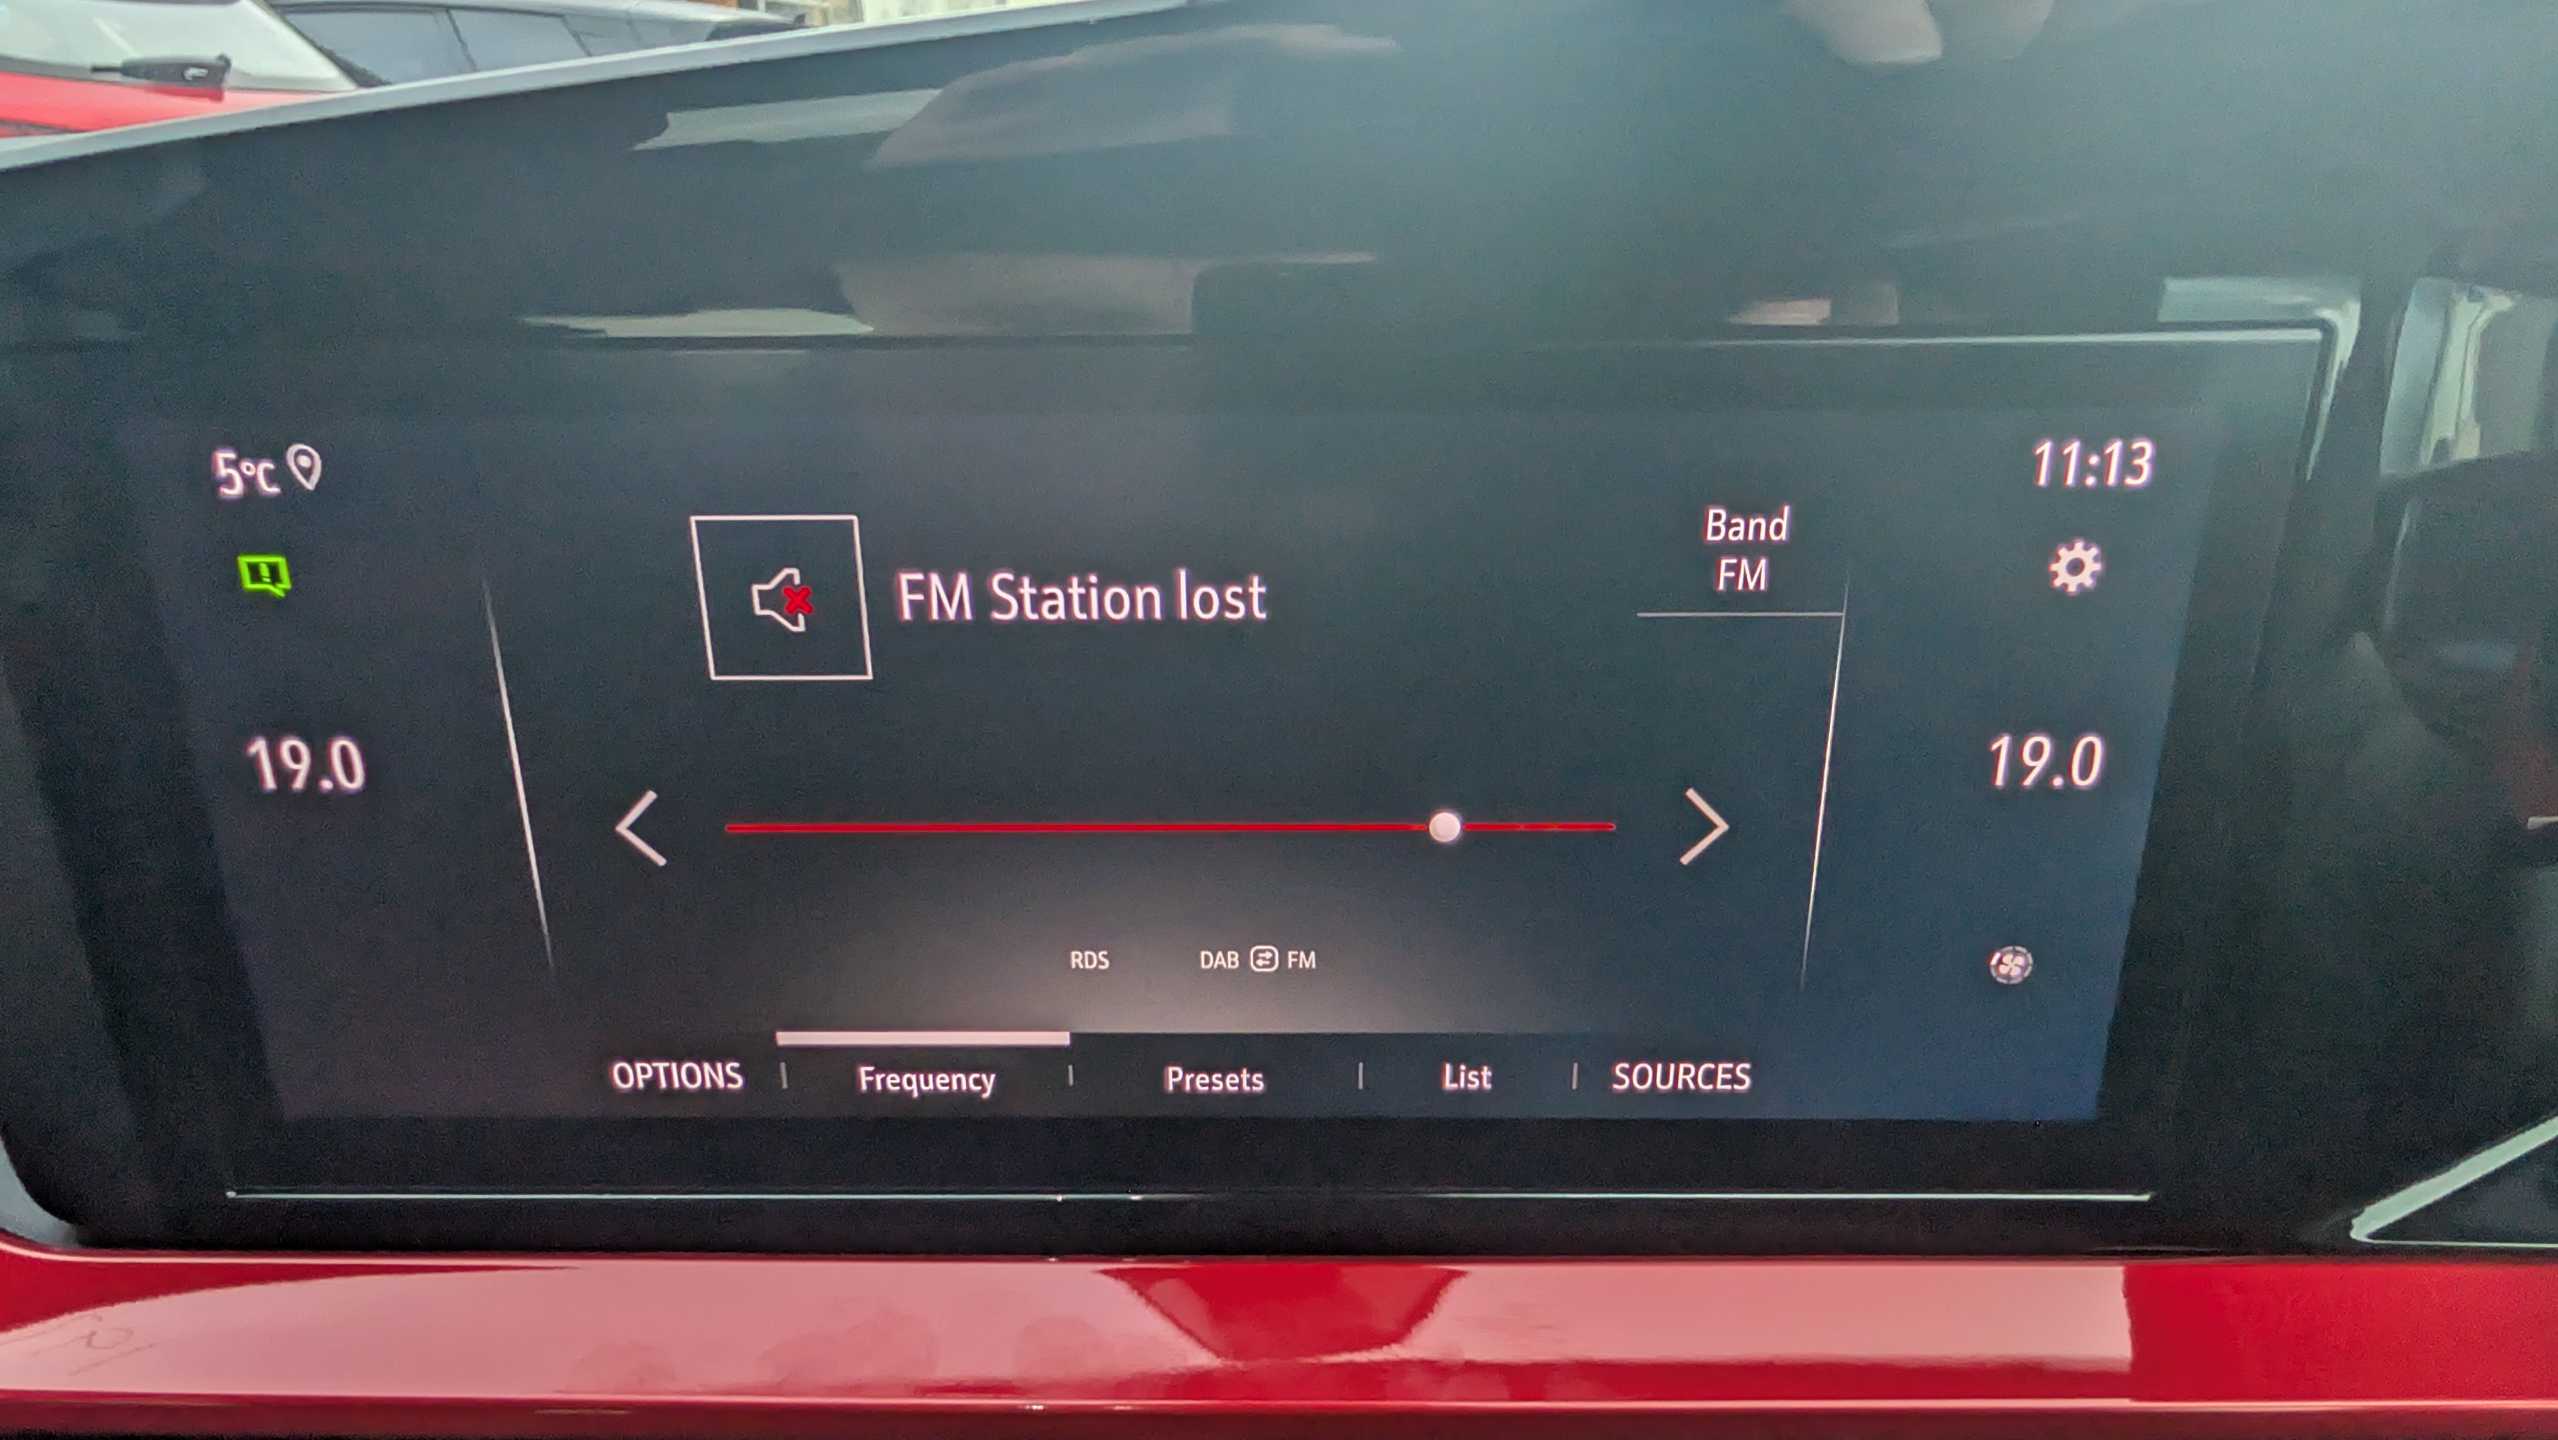 5°C
11:13
Band
FM
FM Station lost
19.0
19.0
RDS
DAB FM
OPTIONS
Frequency
Presets
List
SOURCES